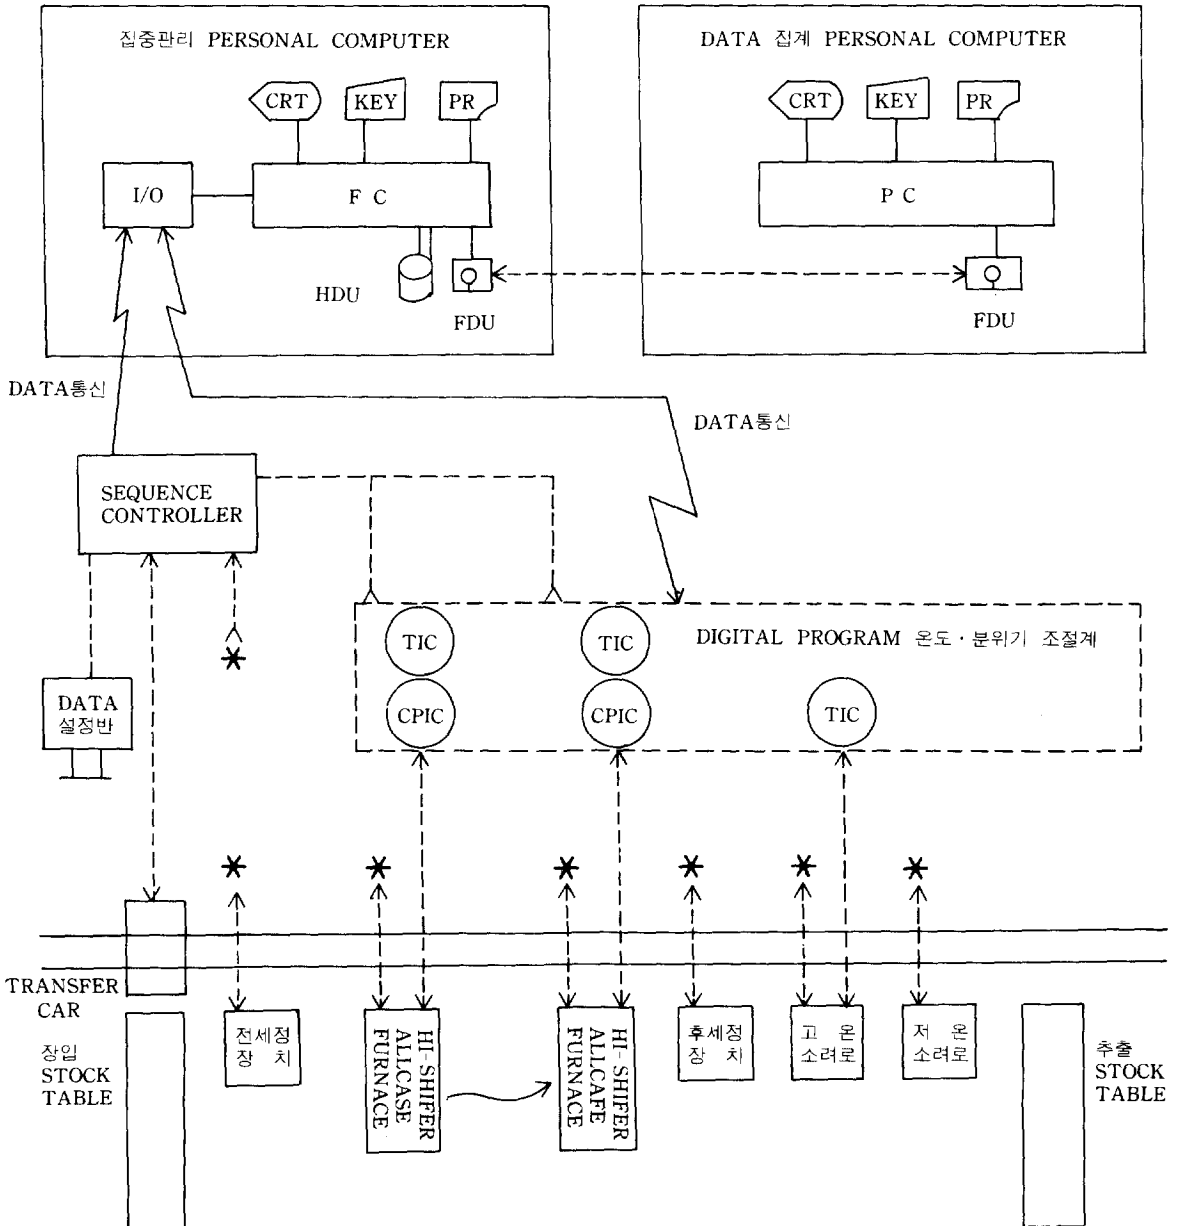 집중관리 PERSONAL COMPUTER
DATA 집계 PERSONAL COMPUTER
CRT
KEY
PR
CRT
KEY
PR
I/O
F C
P C
HDU
FDU
FDU
DATA통신
DATA통신
SEQUENCE
CONTROLLER
TIC
TIC
DIGITAL PROGRAM 온도·분위기 조절계
CPIC
CPIC
TIC
DATA
설정반
TRANSFER
CAR
장입
STOCK
TABLE
전세정
장 치
HI-SHIFER
ALLCASE
FURNACE
HI-SHIFER
ALLCAFE
FURNACE
후세정
장 차
고 온
소려로
저 온
소려로
추출
STOCK
TABLE